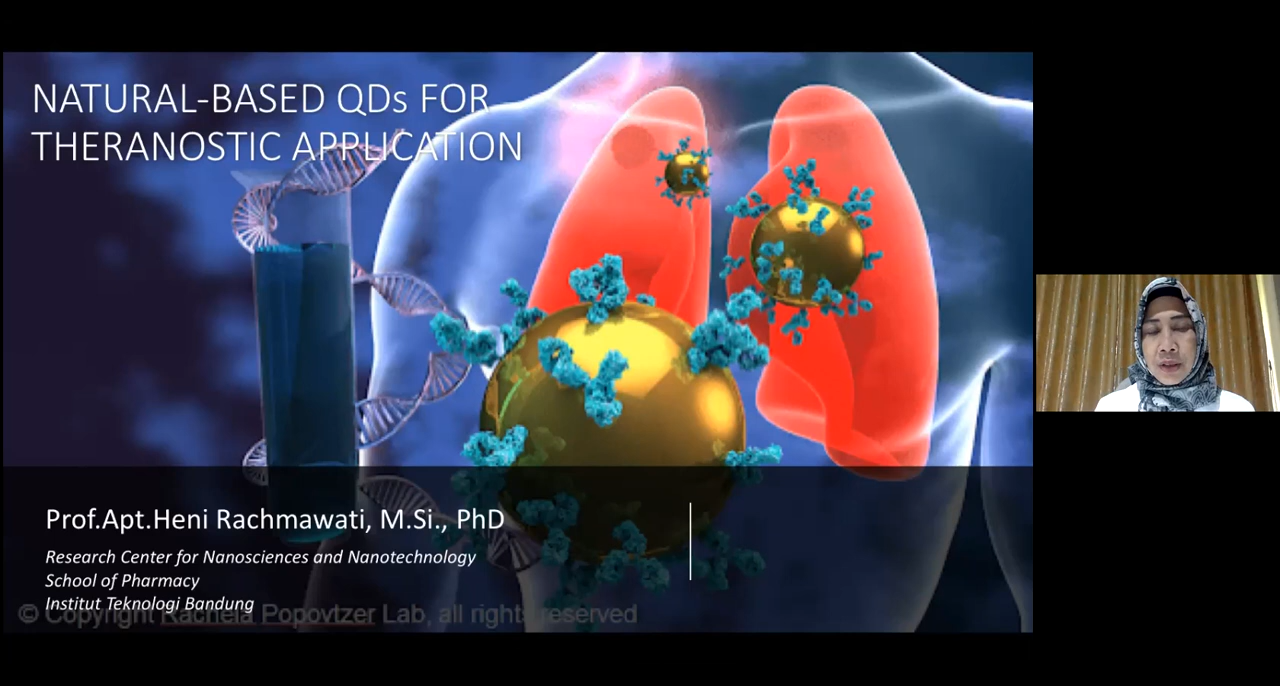 NATURAL-BASED QDs FOR
THERANOSTIC APPLICATION
Prof.Apt.Heni Rachmawati, M.Si., PhD
Research Center for Nanosciences and Nanotechnology
School of Pharmacy
Institut Teknologi Bandung
© Copyright Rachela Popovtzer Lab, all rights reserved